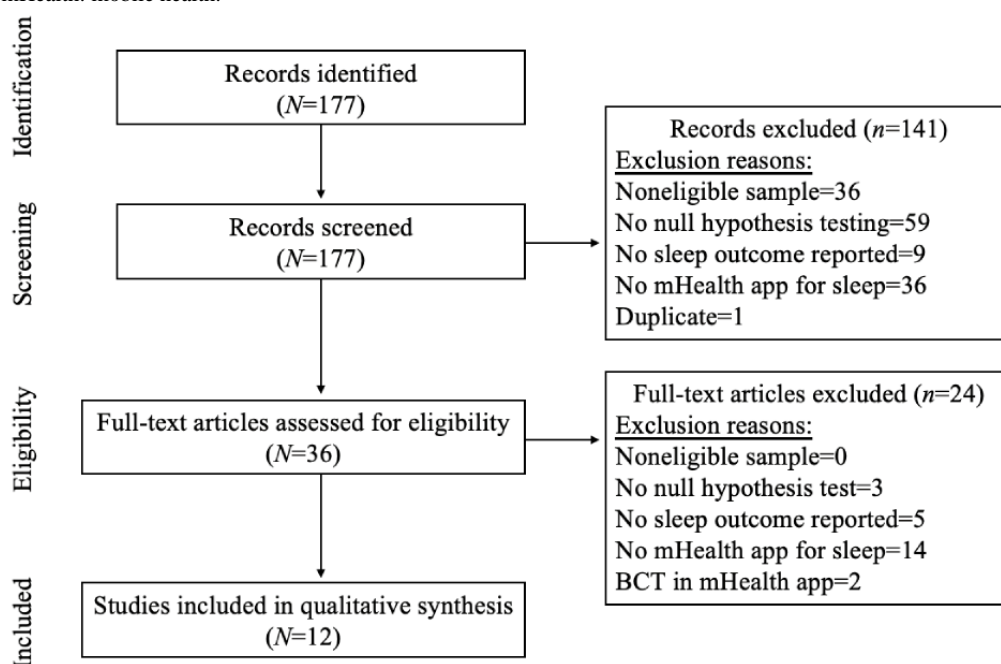 mHealth: mobile health.
Identification
Records identified
(N=177)
Screening
Records screened
(N=177)
Records excluded (n=141)
Exclusion reasons:
Noneligible sample=36
No null hypothesis testing=59
No sleep outcome reported=9
No mHealth app for sleep=36
Duplicate=1
Eligibility
Full-text articles assessed for eligibility
(N=36)
Full-text articles excluded (n=24)
Exclusion reasons:
Noneligible sample=0
No null hypothesis test=3
No sleep outcome reported=5
No mHealth app for sleep=14
BCT in mHealth app=2
Included
Studies included in qualitative synthesis
(N=12)